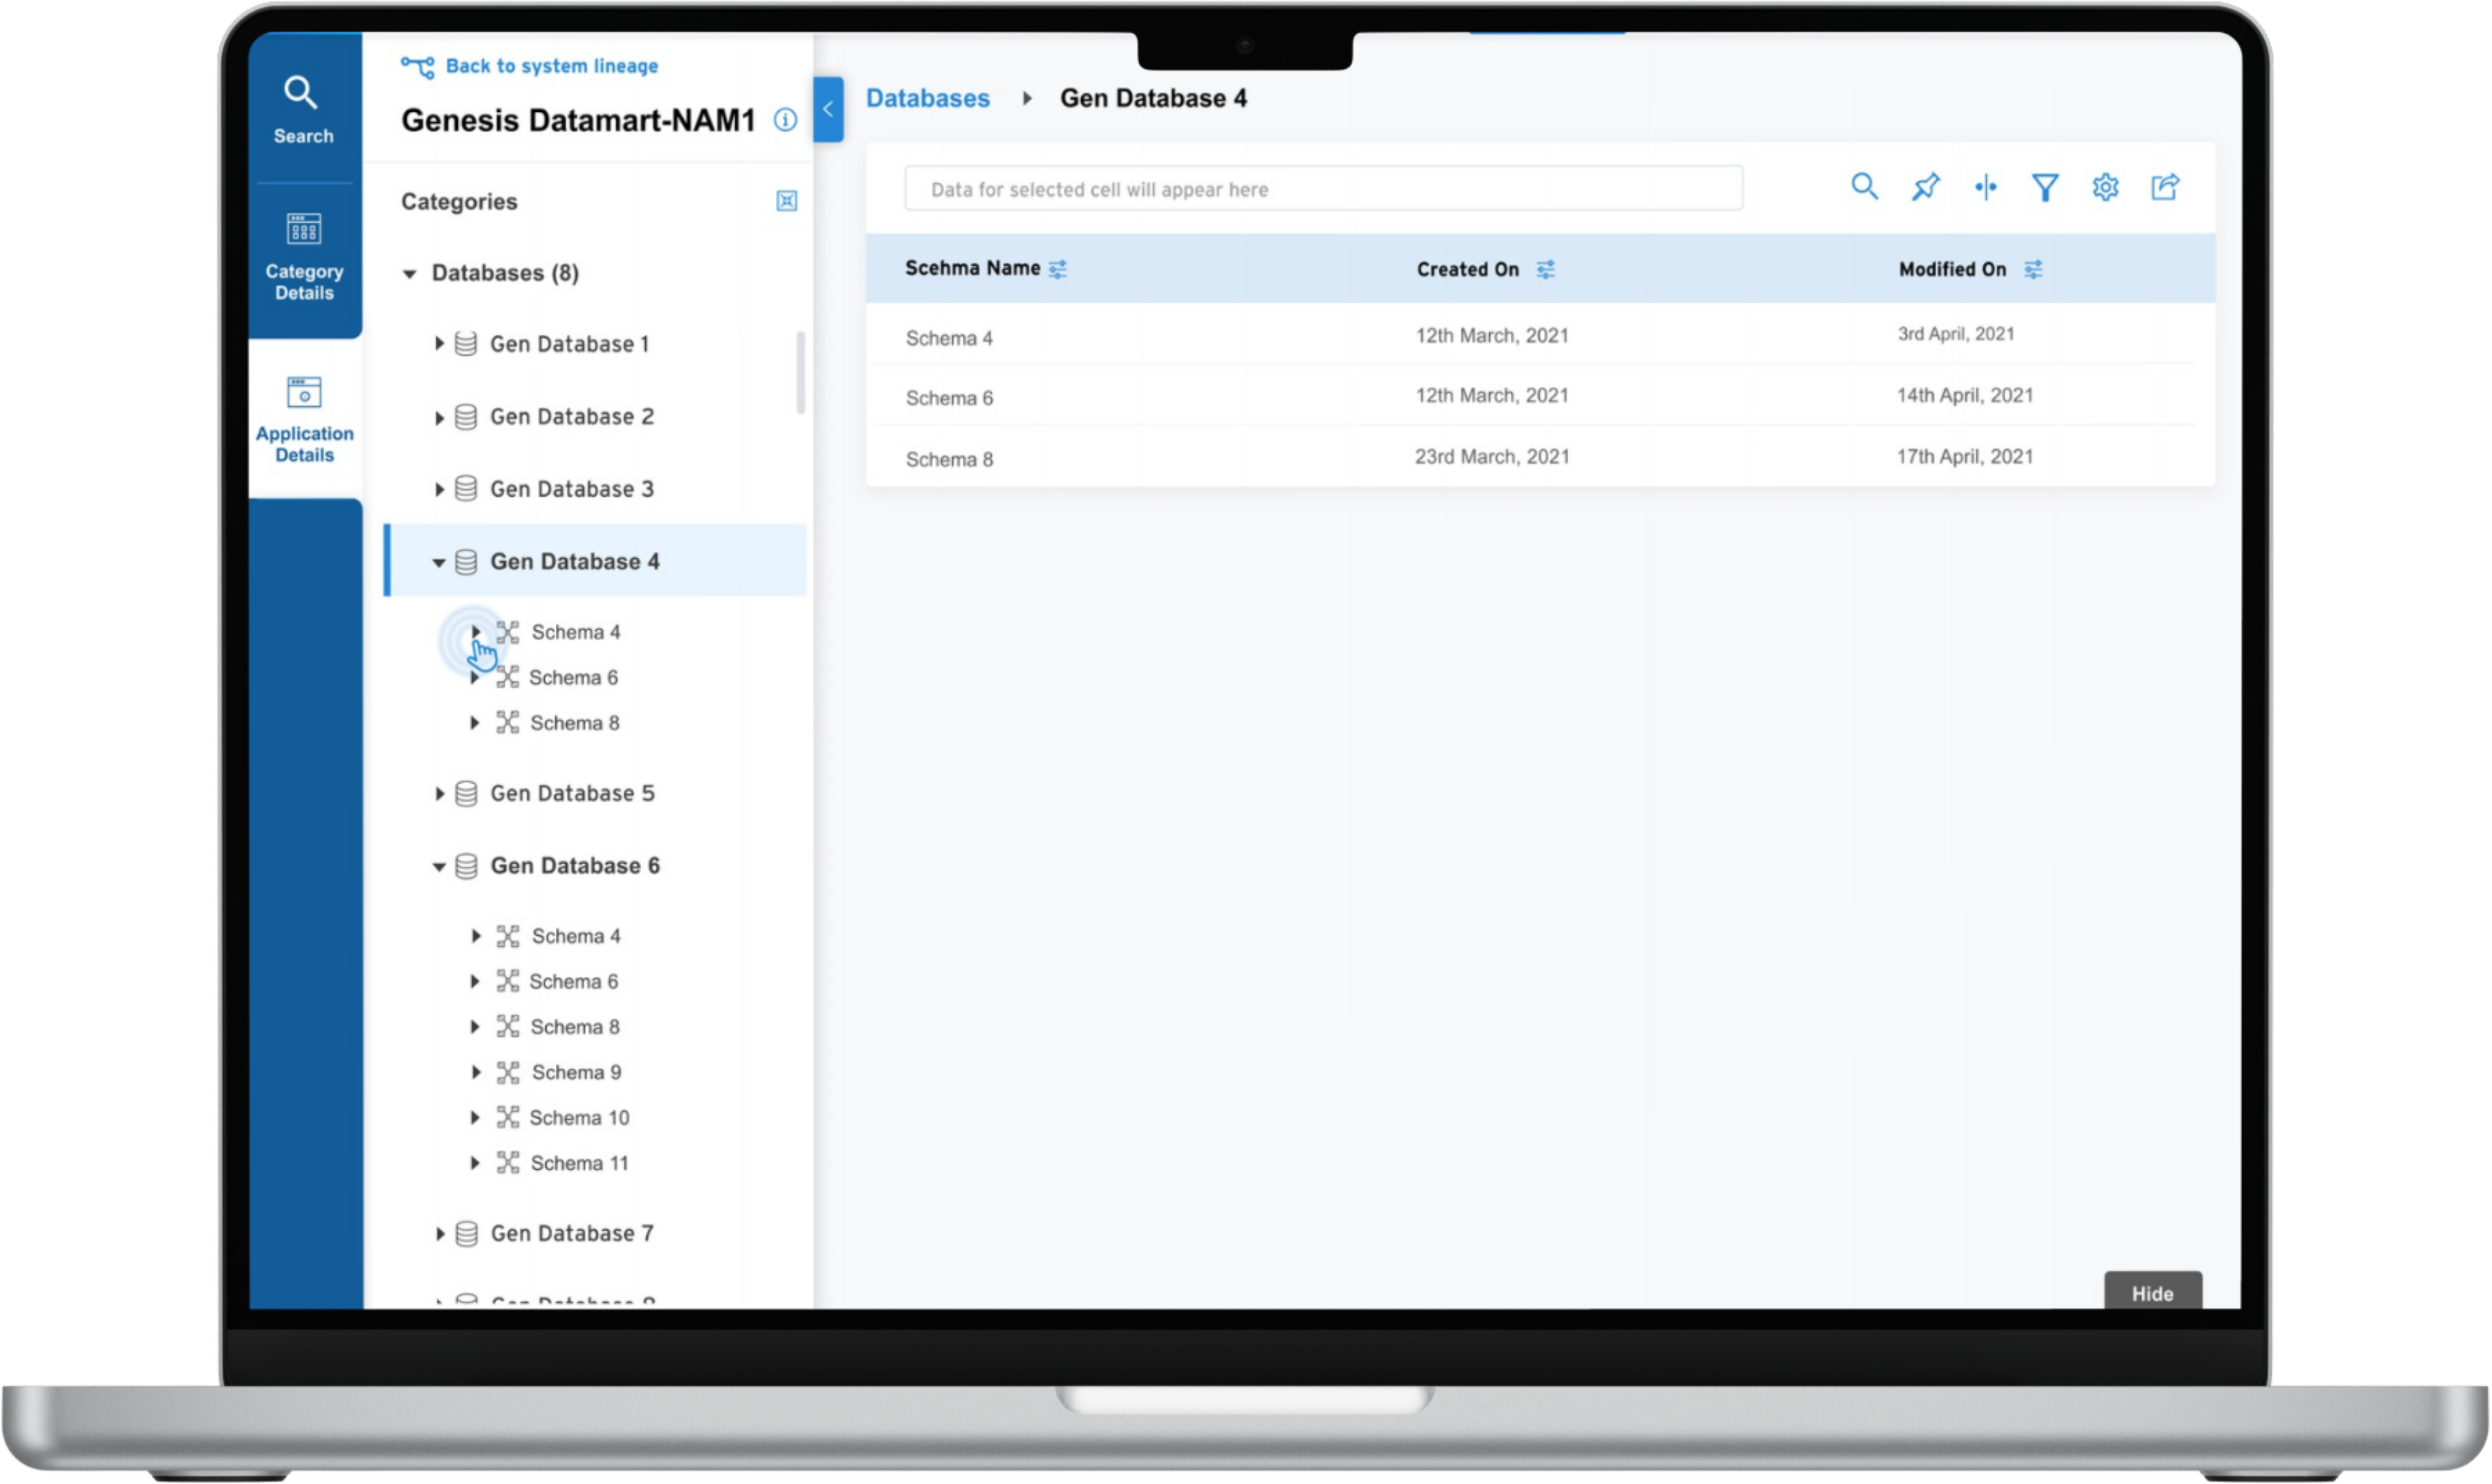 Search
Category
Details
Application
Details
Back to system lineage
Genesis Datamart-NAM1
Categories
Databases (8)
Gen Database 1
Gen Database 2
Gen Database 3
Gen Database 4
Schema 4
Schema 6
Schema 8
Gen Database 5
Gen Database 6
Schema 4
Schema 6
Schema 8
Schema 9
Schema 10
Schema 11
Gen Database 7
Databases Gen Database 4
Data for selected cell will appear here
Scehma Name Created On Modified On
Schema 4 12th March, 2021 3rd April, 2021
Schema 6 12th March, 2021 14th April, 2021
Schema 8 23rd March, 2021 17th April, 2021
Hide